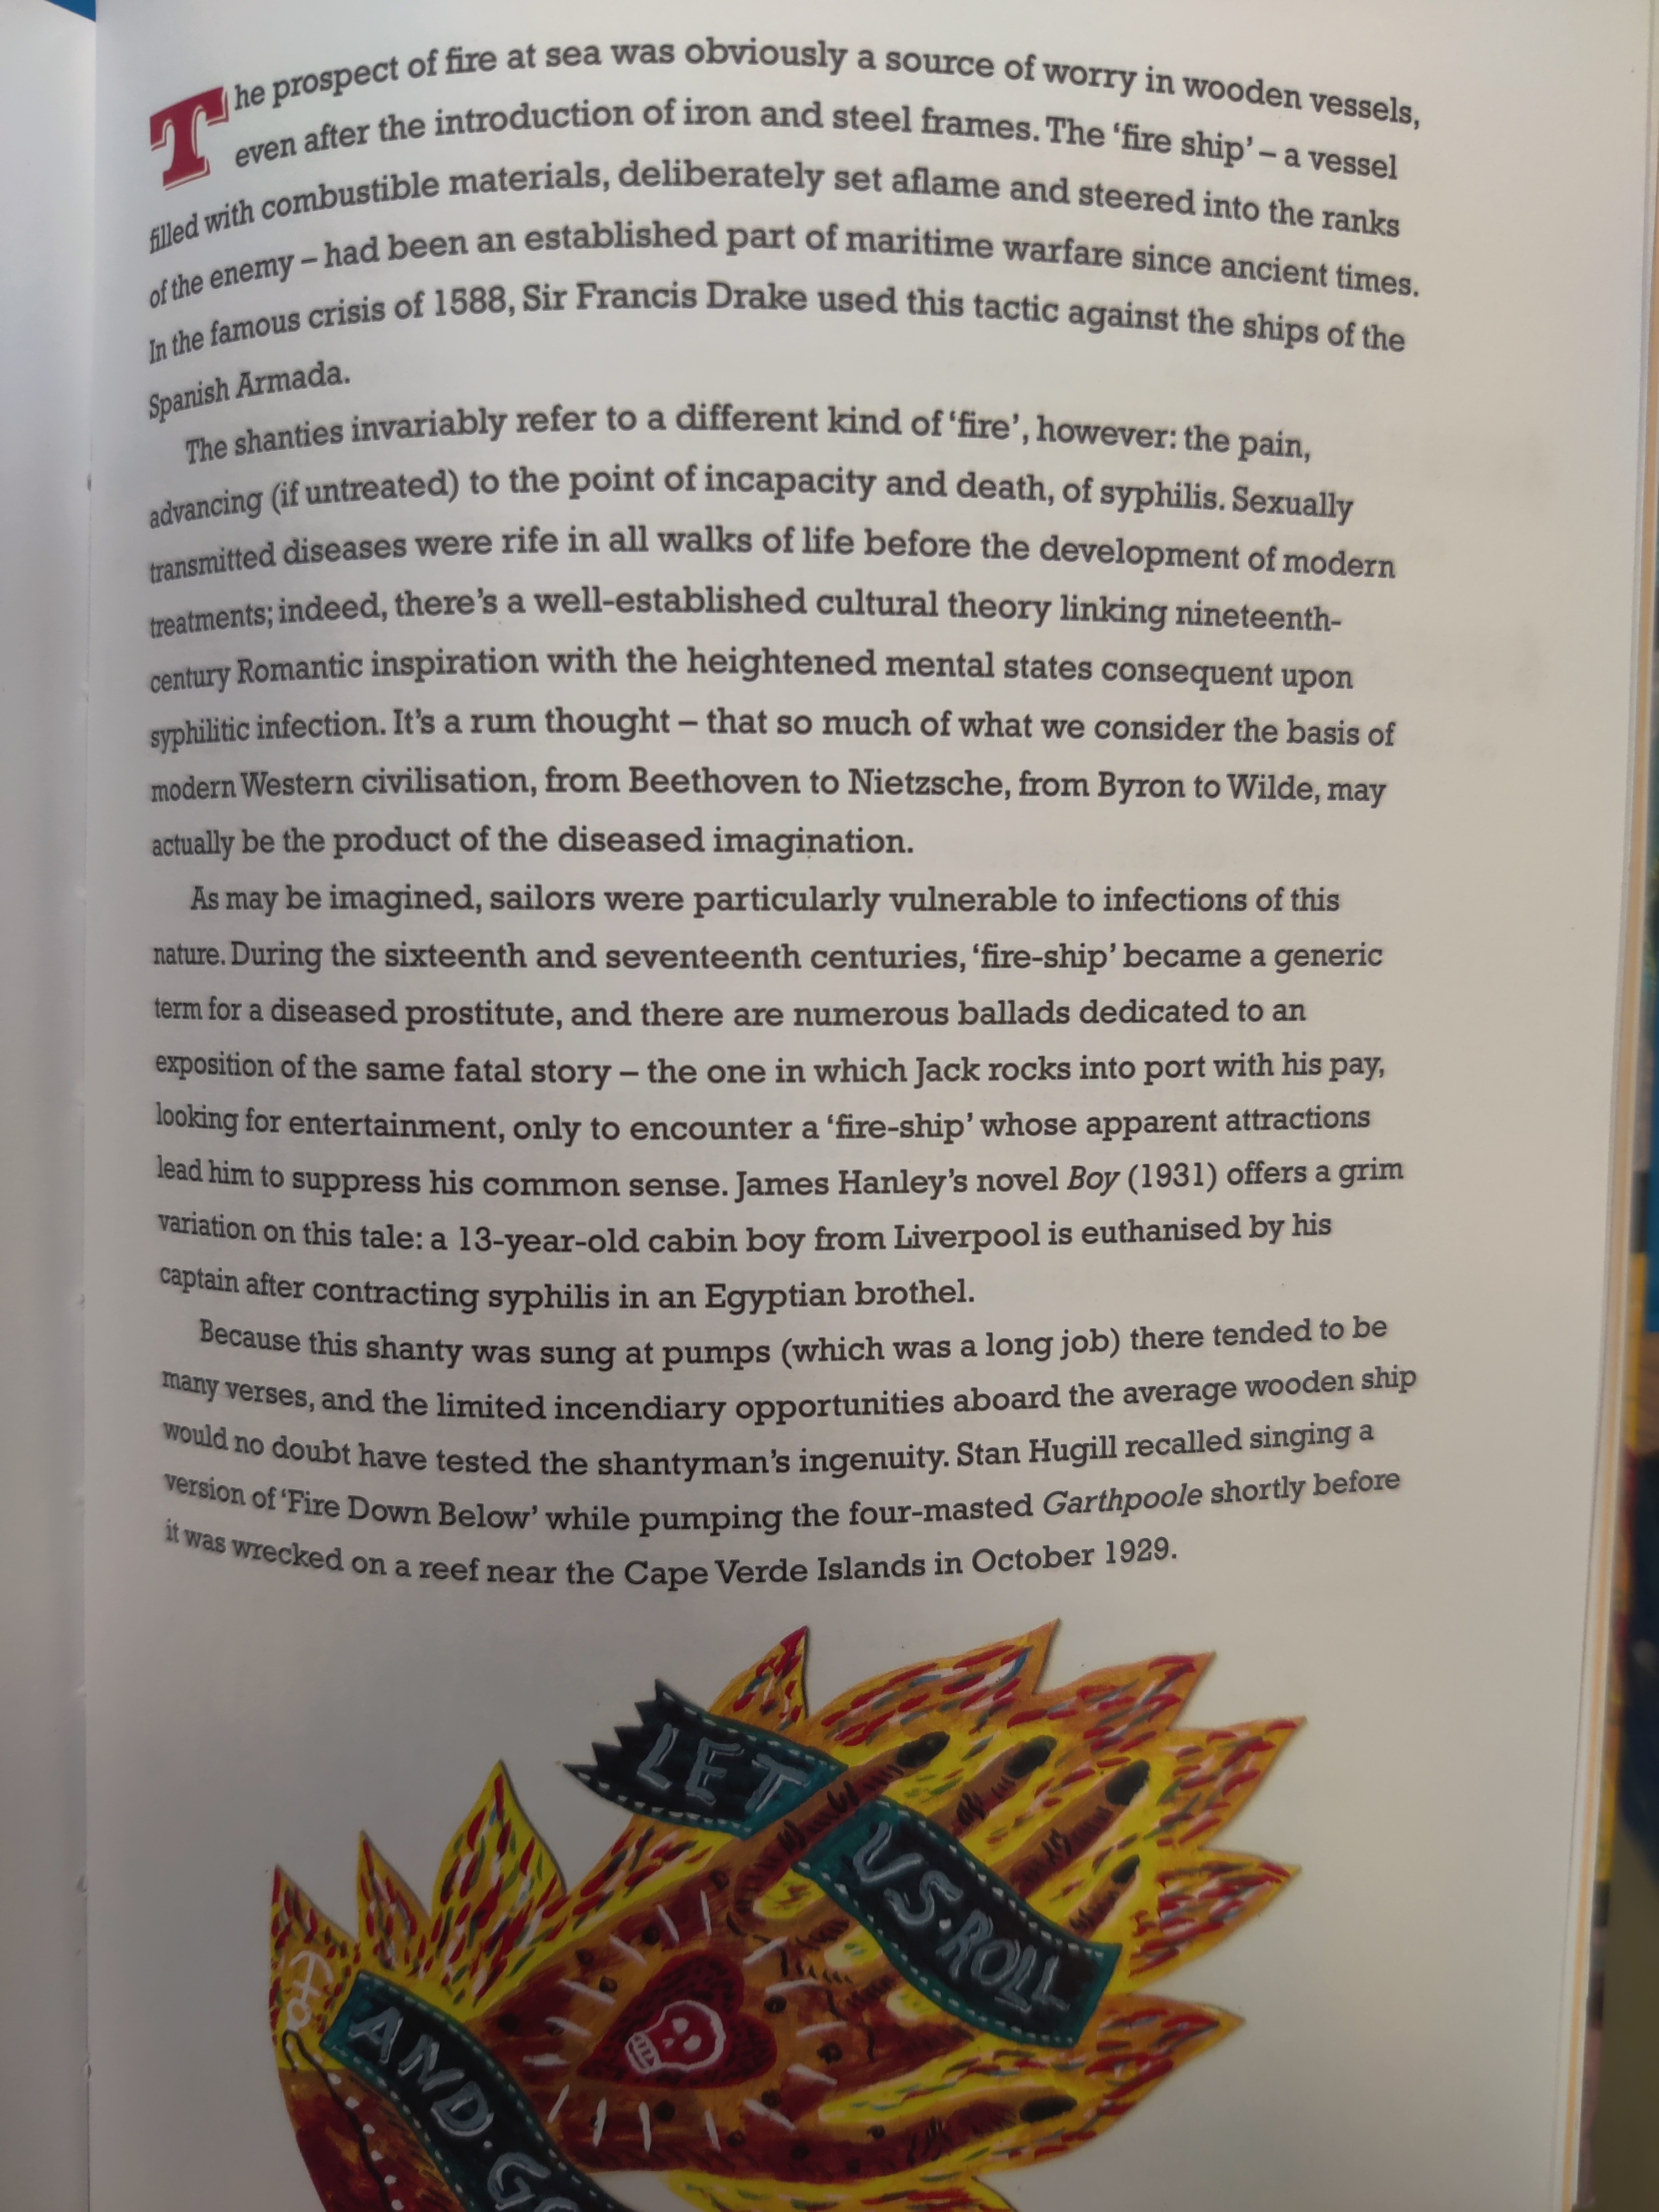 The prospect of fire at sea was obviously a source of worry in wooden vessels,
even after the introduction of iron and steel frames. The ‘fire ship’ – a vessel
filled with combustible materials, deliberately set aflame and steered into the ranks
of the enemy – had been an established part of maritime warfare since ancient times.
In the famous crisis of 1588, Sir Francis Drake used this tactic against the ships of the
Spanish Armada.
The shanties invariably refer to a different kind of ‘fire’, however: the pain,
advancing (if untreated) to the point of incapacity and death, of syphilis. Sexually
transmitted diseases were rife in all walks of life before the development of modern
treatments; indeed, there’s a well-established cultural theory linking nineteenth-
century Romantic inspiration with the heightened mental states consequent upon
syphilitic infection. It’s a rum thought – that so much of what we consider the basis of
modern Western civilisation, from Beethoven to Nietzsche, from Byron to Wilde, may
actually be the product of the diseased imagination.
As may be imagined, sailors were particularly vulnerable to infections of this
nature. During the sixteenth and seventeenth centuries, ‘fire-ship’ became a generic
term for a diseased prostitute, and there are numerous ballads dedicated to an
exposition of the same fatal story – the one in which Jack rocks into port with his pay,
looking for entertainment, only to encounter a ‘fire-ship’ whose apparent attractions
lead him to suppress his common sense. James Hanley’s novel Boy (1931) offers a grim
variation on this tale: a 13-year-old cabin boy from Liverpool is euthanised by his
captain after contracting syphilis in an Egyptian brothel.
Because this shanty was sung at pumps (which was a long job) there tended to be
many verses, and the limited incendiary opportunities aboard the average wooden ship
would no doubt have tested the shantyman’s ingenuity. Stan Hugill recalled singing a
version of ‘Fire Down Below’ while pumping the four-masted Garthpoole shortly before
it was wrecked on a reef near the Cape Verde Islands in October 1929.
LET
US·ROLL
AND·